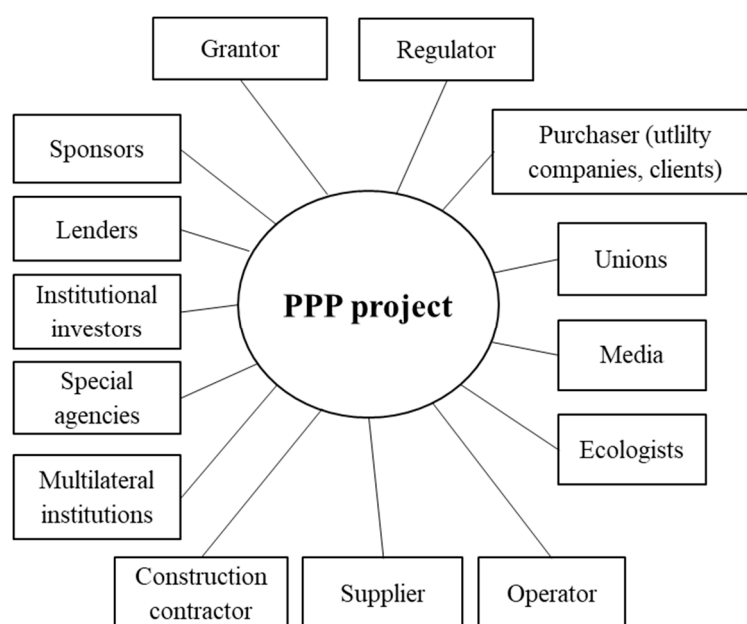 Grantor
Regulator
Sponsors
Purchaser (utlilty
companies, clients)
Lenders
Unions
Institutional
investors
PPP project
Media
Special
agencies
Ecologists
Multilateral
institutions
Construction
contractor
Supplier
Operator